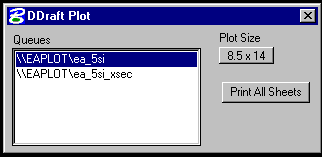 DDraft Plot
Queues
\\EAPLOT\ea_5si
\\EAPLOT\ea_5si_xsec
Plot Size
8.5 x 14
Print All Sheets